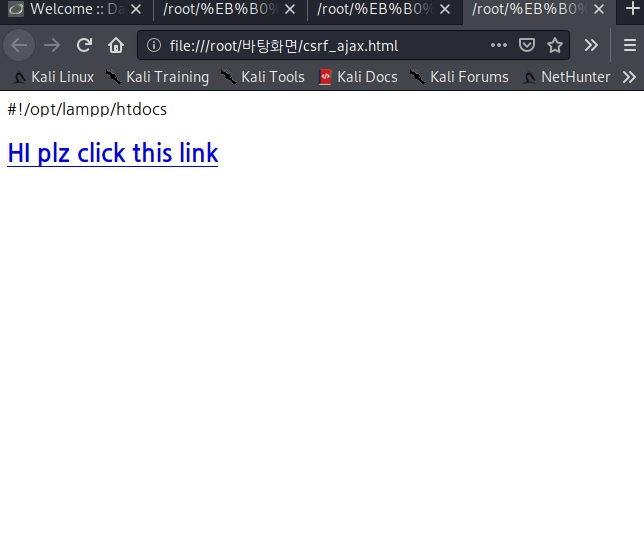 Welcome :: Da
/root/%EB%B0%
/root/%EB%B0%
/root/%EB%B0%
file:///root/바탕화면/csrf_ajax.html
Kali Linux Kali Training Kali Tools Kali Docs Kali Forums NetHunter
#!/opt/lampp/htdocs
HI plz click this link